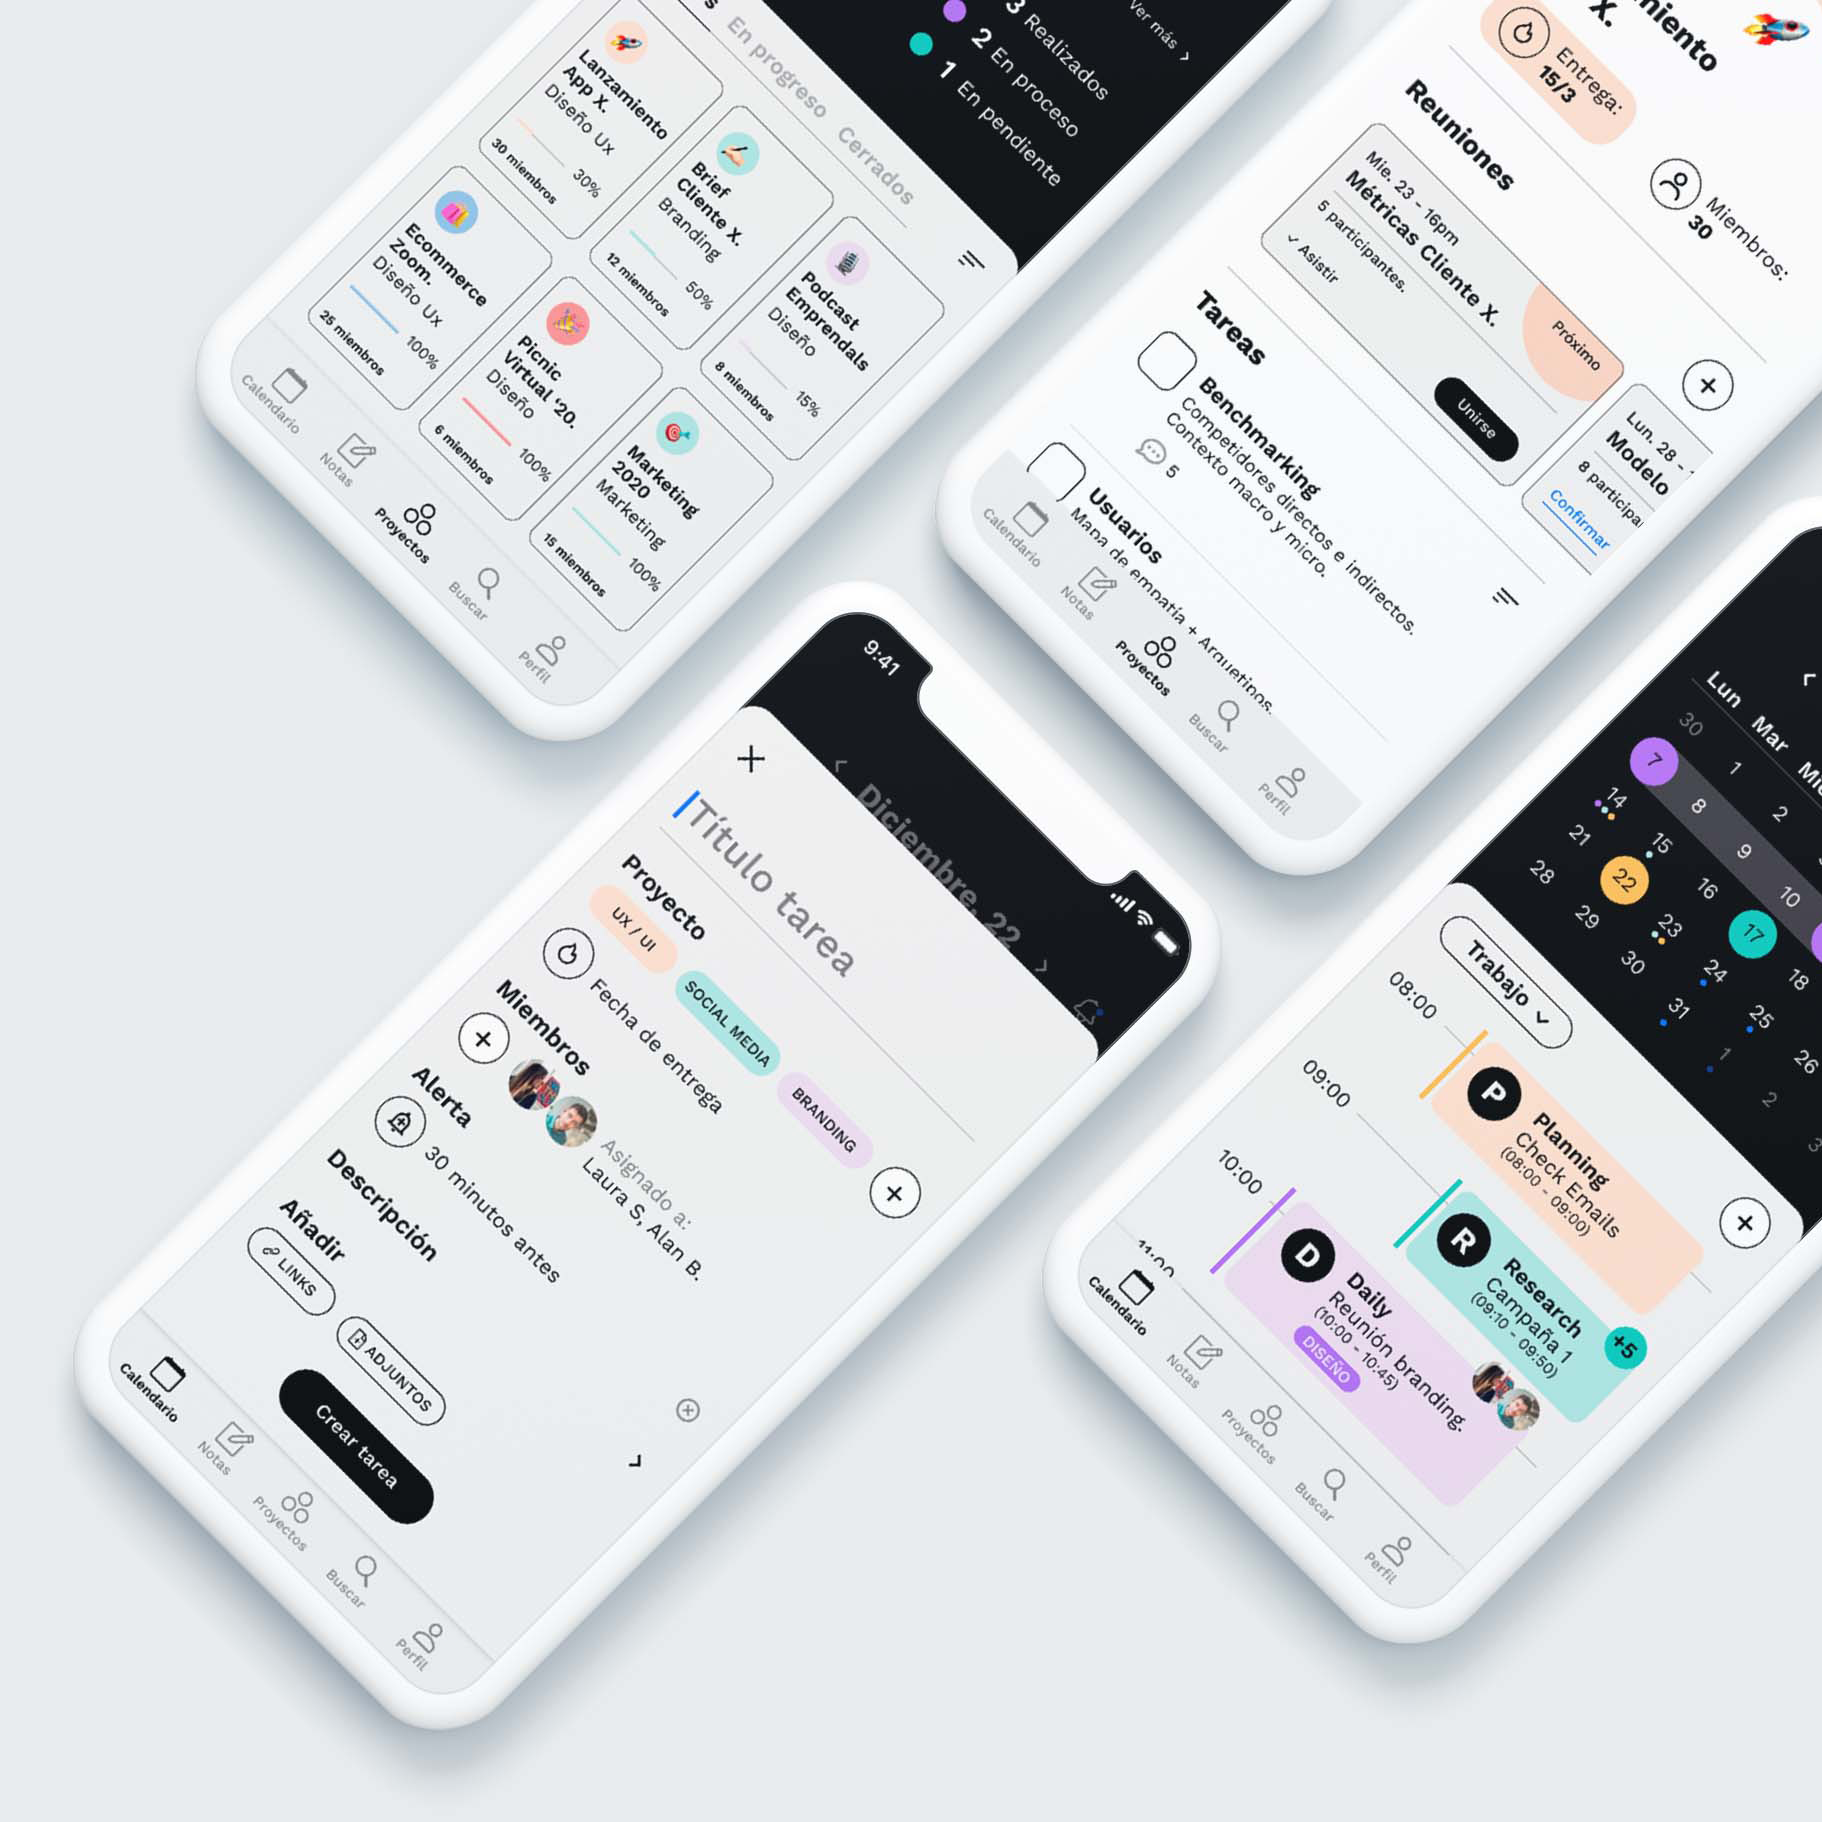 En progreso
Cerrados
3 Realizados
2 En proceso
1 En pendiente
Ver más
Lanzamiento
App X.
Diseño Ux
30%
30 miembros
Brief
Cliente X.
Branding
50%
12 miembros
Podcast
Emprendals
Diseño
15%
8 miembros
Ecommerce
Zoom.
Diseño Ux
100%
25 miembros
Picnic
Virtual ‘20.
Diseño
100%
6 miembros
Marketing
2020
Marketing
100%
15 miembros
Calendario
Notas
Proyectos
Buscar
Perfil
X.
Entrega:
15/3
Miembros:
30
Reuniones
Mie. 23 - 16pm
Métricas Cliente X.
5 participantes.
Asistir
Próximo
Unirse
Lun. 28 -
Modelo
8 participa
Confirmar
Tareas
Benchmarking
Competidores directos e indirectos.
Contexto macro y micro.
5
Usuarios
Mapa de empatía + Arquetipos.
Calendario
Notas
Proyectos
Buscar
Perfil
9:41
Diciembre, 22
Título tarea
Proyecto
UX / UI
SOCIAL MEDIA
BRANDING
Fecha de entrega
Miembros
Asignado a:
Laura S, Alan B.
Alerta
30 minutos antes
Descripción
Añadir
LINKS
ADJUNTOS
Crear tarea
Calendario
Notas
Proyectos
Buscar
Perfil
Lun Mar
30 1 2
7 8 9 10
14 15 16 17 18
21 22 23 24 25 26
28 29 30 31 1 2 3
Trabajo
08:00
09:00
10:00
11:00
P
Planning
Check Emails
(08:00 - 09:00)
R
Research
Campaña 1
(09:10 - 09:50)
+5
D
Daily
Reunión branding.
(10:00 - 10:45)
DISEÑO
Calendario
Notas
Proyectos
Buscar
Perfil